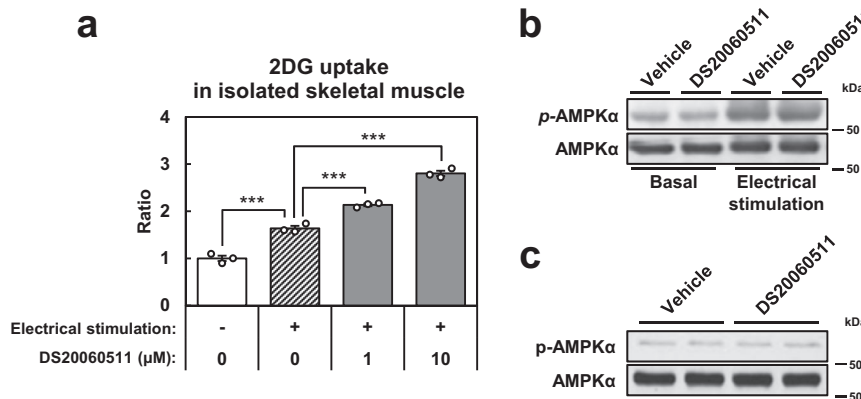 a
2DG uptake
in isolated skeletal muscle
Ratio
4
3
2
1
0
***
***
***
Electrical stimulation: - + + +
DS20060511 (µM): 0 0 1 10
b
Vehicle DS20060511 Vehicle DS2006051
kDa
p-AMPKα
50
AMPKα
50
Basal Electrical
stimulation
c
Vehicle DS20060511
kDa
p-AMPKα
50
AMPKα
50